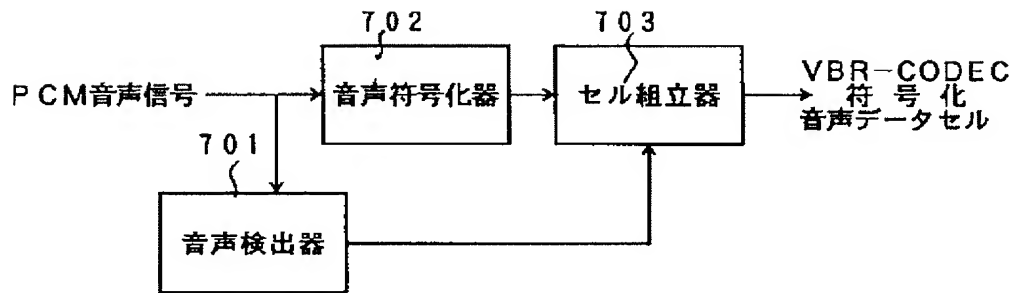 702
703
PCM音声信号
音声符号化器
セル組立器
VBR-CODEC
符号化
音声データセル
701
音声検出器